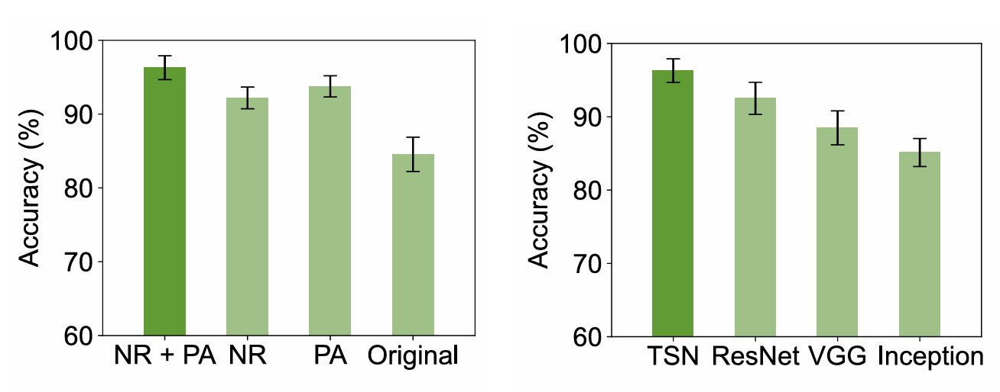 Accuracy (%)
100
90
80
70
60
NR + PA NR PA Original
Accuracy (%)
100
90
80
70
60
TSN ResNet VGG Inception